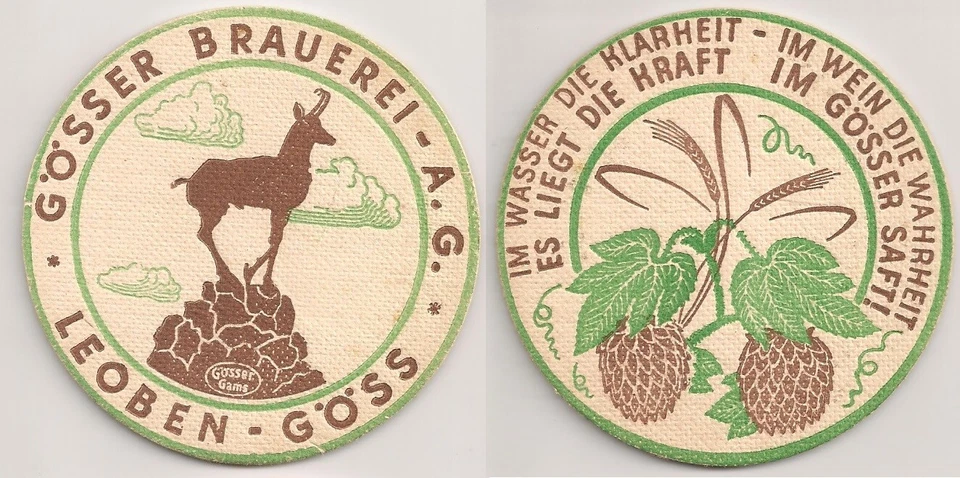 GÖSSER BRAUEREI - A.G.
* LEOBEN - GÖSS *
Gösser
Gams
IM WASSER DIE KLARHEIT - IM WEIN DIE WAHRHEIT
ES LIEGT DIE KRAFT IM GÖSSER SAFT!